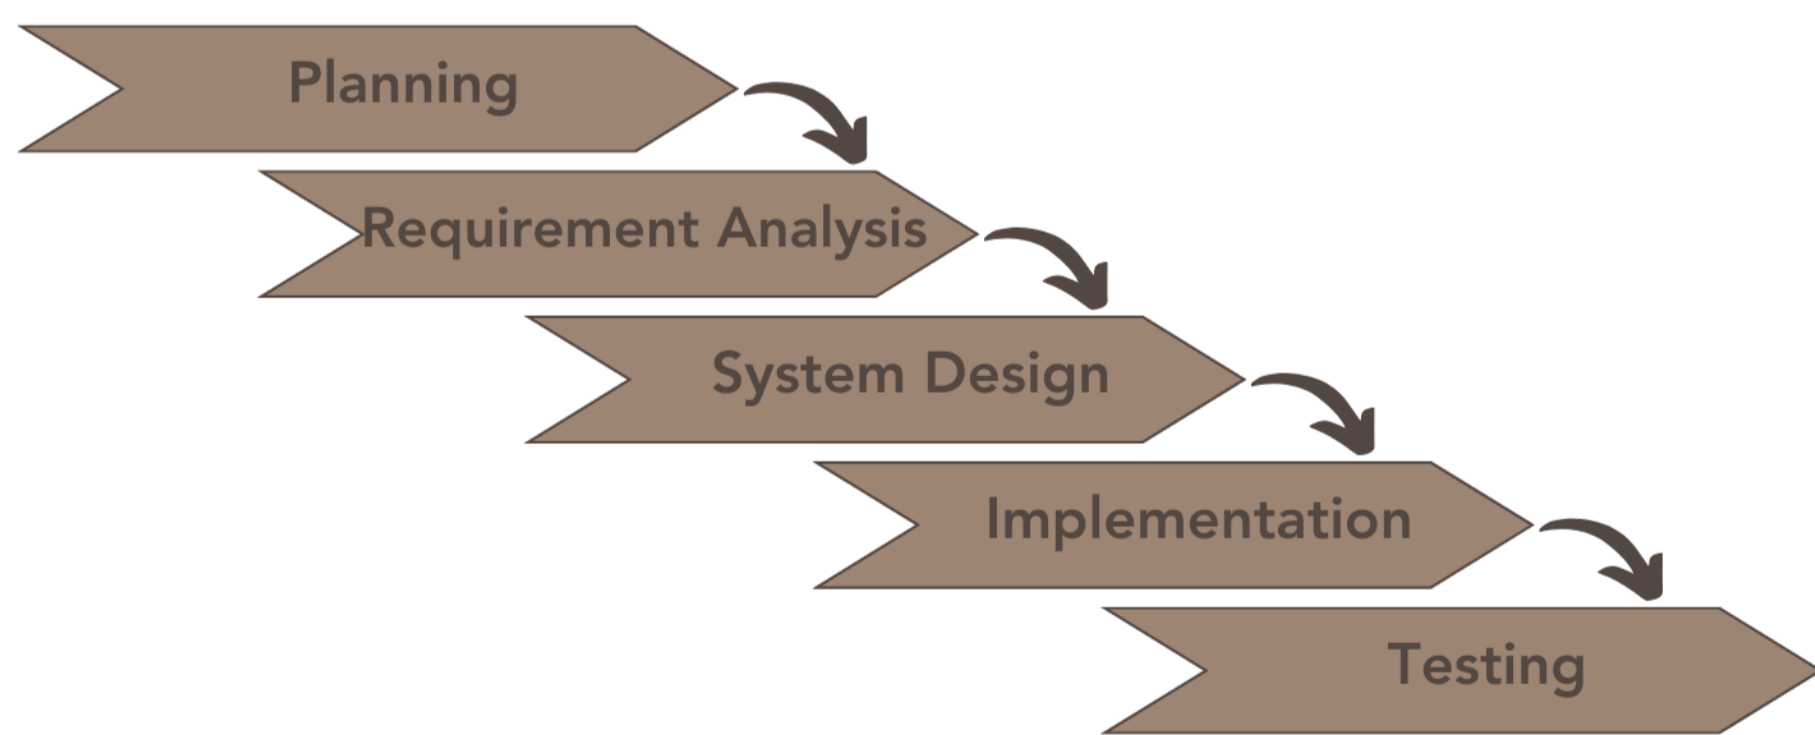 Planning
Requirement Analysis
System Design
Implementation
Testing